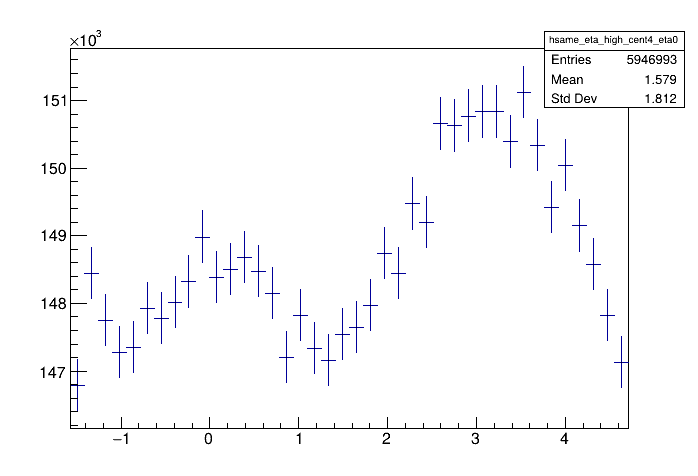 ×10³
hsame_eta_high_cent4_eta0
Entries 5946993
Mean 1.579
Std Dev 1.812
151
150
149
148
147
−1 0 1 2 3 4